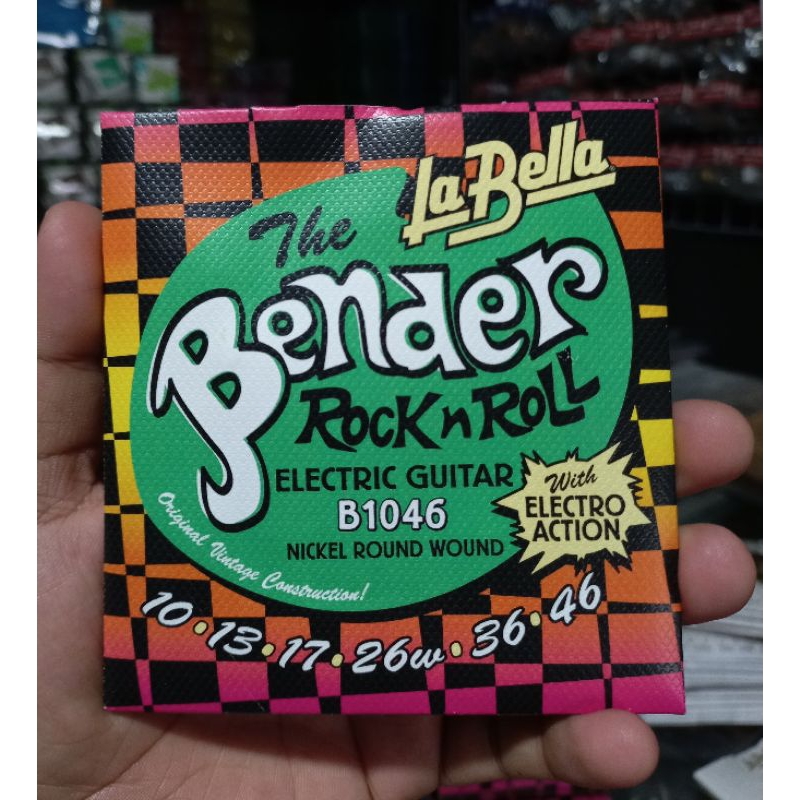 La Bella
The
Bender
Rock n Roll
ELECTRIC GUITAR
B1046
NICKEL ROUND WOUND
With
ELECTRO
ACTION
Original Vintage Construction!
10•13•17•26w•36•46